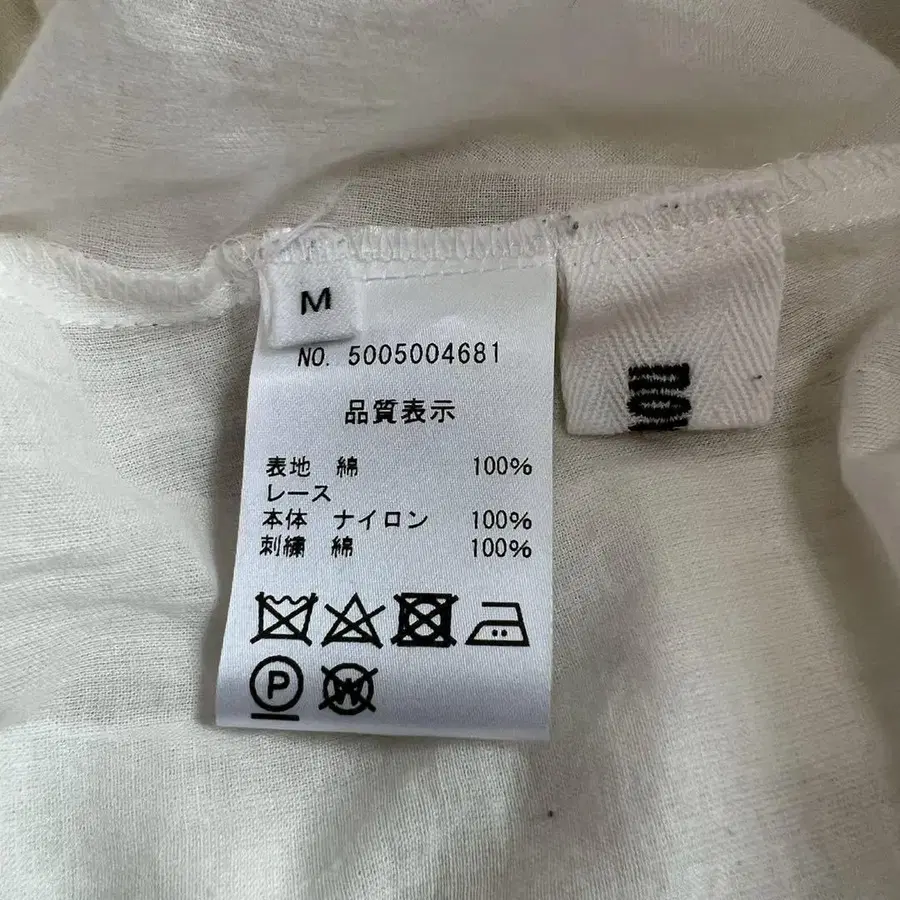 M
NO. 5005004681
品質表示
表地 綿 100%
レース
本体 ナイロン 100%
刺繍 綿 100%
P
W